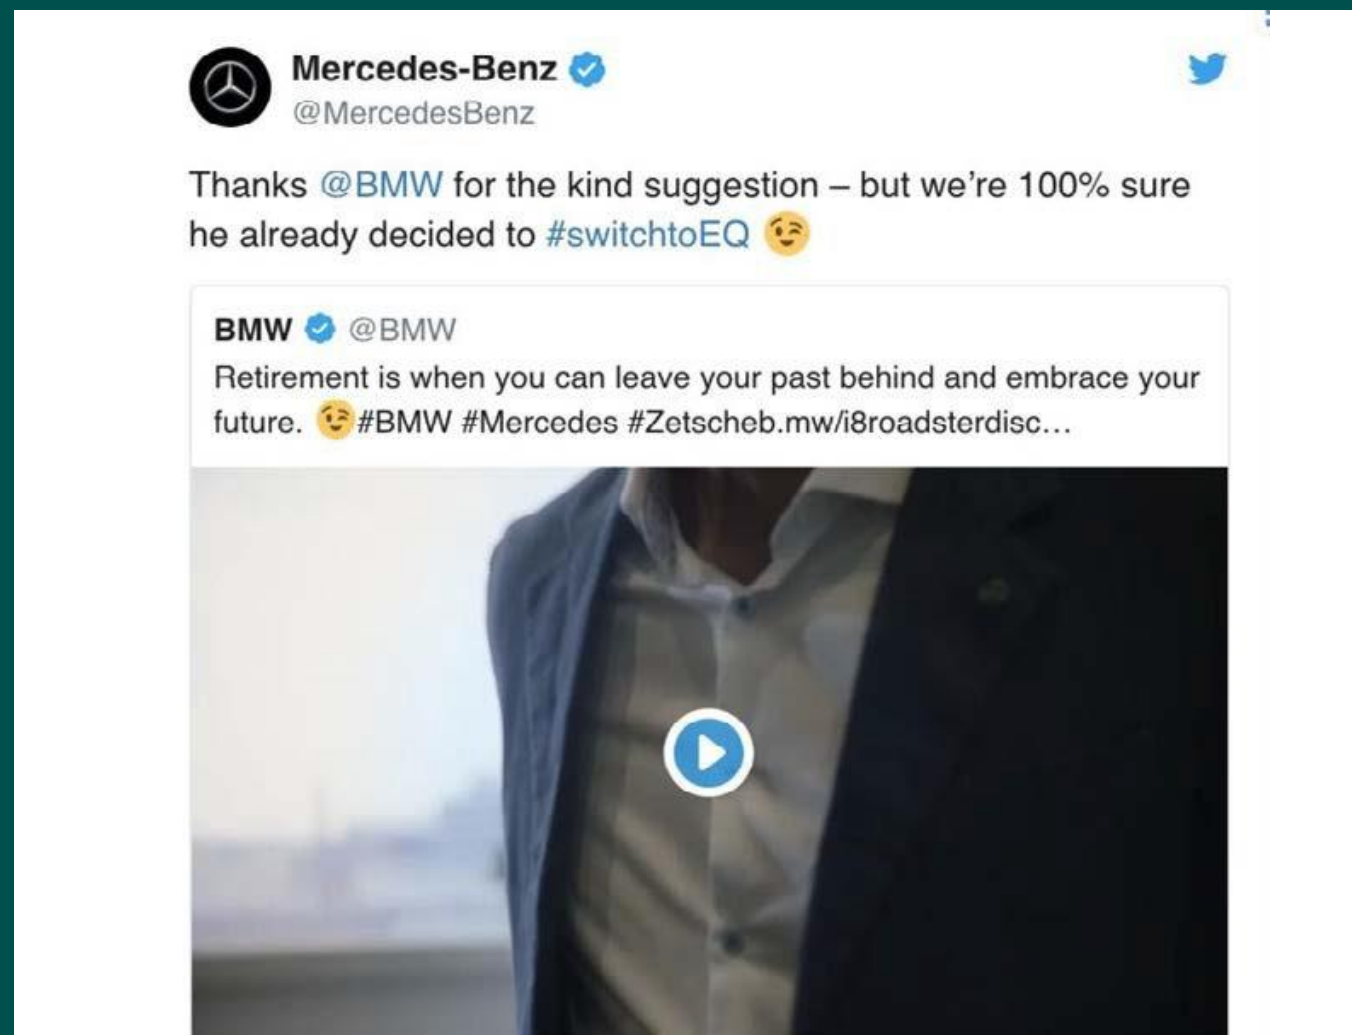 Mercedes-Benz
@MercedesBenz
Thanks @BMW for the kind suggestion – but we're 100% sure
he already decided to #switchtoEQ 😉
BMW @BMW
Retirement is when you can leave your past behind and embrace your
future. 😉#BMW #Mercedes #Zetscheb.mw/i8roadsterdisc...